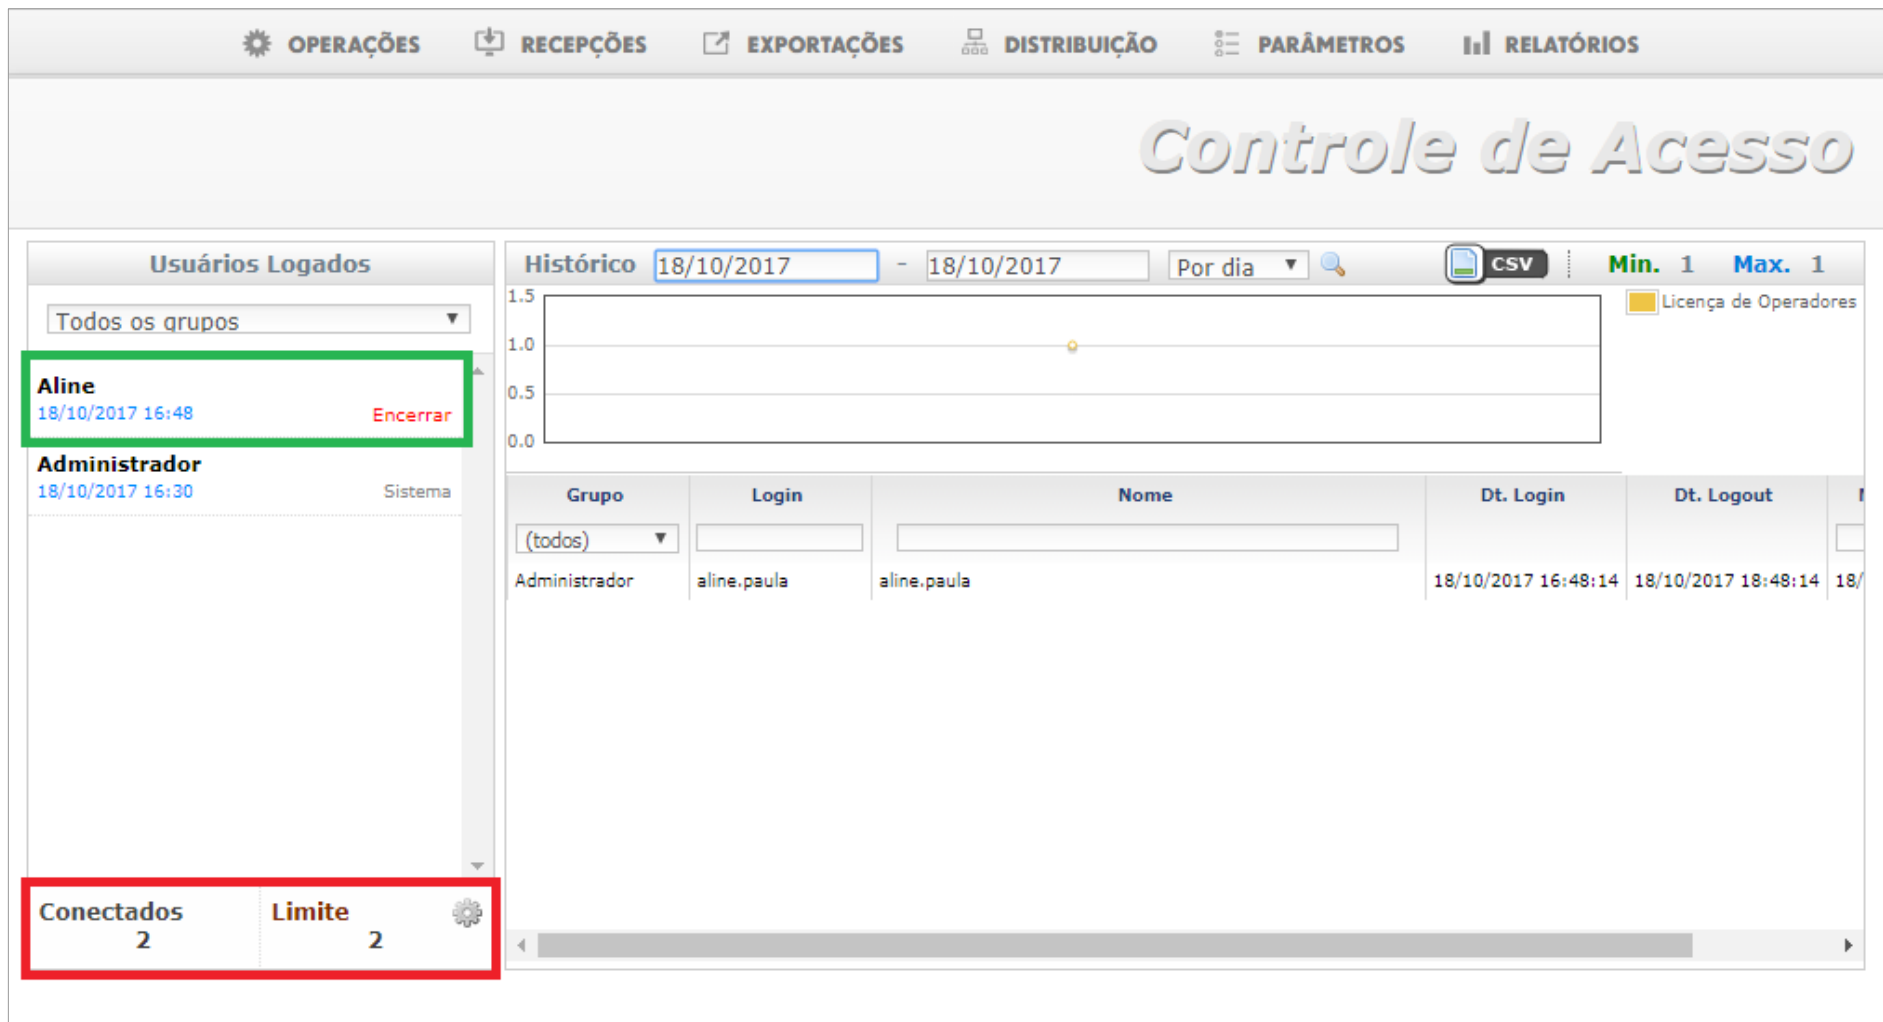 OPERAÇÕES RECEPÇÕES EXPORTAÇÕES DISTRIBUIÇÃO PARÂMETROS RELATÓRIOS
Controle de Acesso
Usuários Logados
Todos os grupos
Aline
18/10/2017 16:48 Encerrar
Administrador
18/10/2017 16:30 Sistema
Conectados Limite
2 2
Histórico 18/10/2017 - 18/10/2017 Por dia CSV Min. 1 Max. 1
Licença de Operadores
1.5
1.0
0.5
0.0
Grupo Login Nome Dt. Login Dt. Logout
(todos)
Administrador aline.paula aline.paula 18/10/2017 16:48:14 18/10/2017 18:48:14 18/